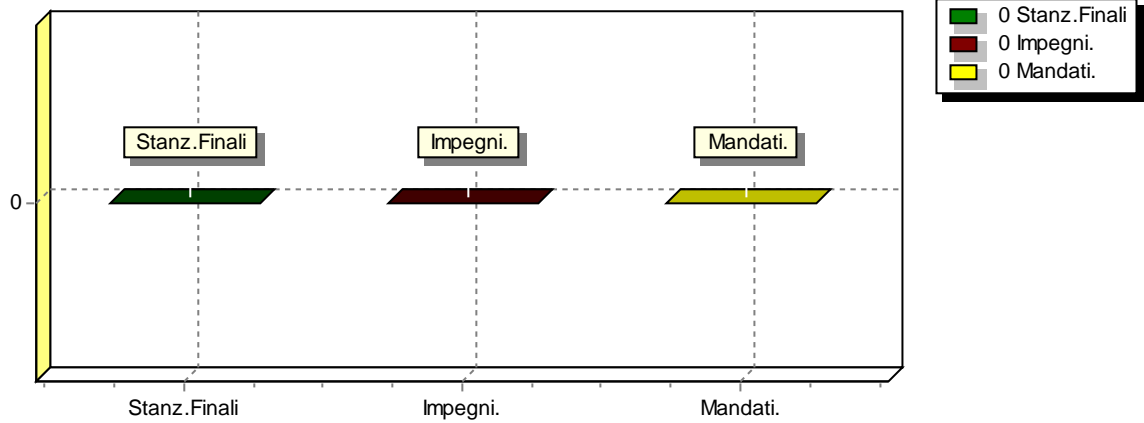 0 Stanz.Finali
0 Impegni.
0 Mandati.
Stanz.Finali
Impegni.
Mandati.
0
Stanz.Finali
Impegni.
Mandati.